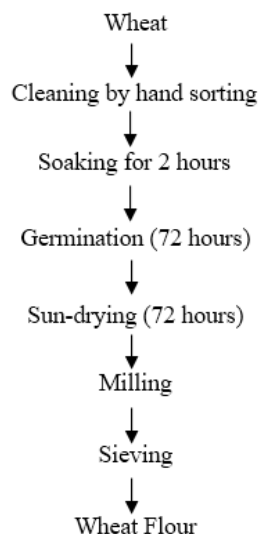 Wheat
Cleaning by hand sorting
Soaking for 2 hours
Germination (72 hours)
Sun-drying (72 hours)
Milling
Sieving
Wheat Flour